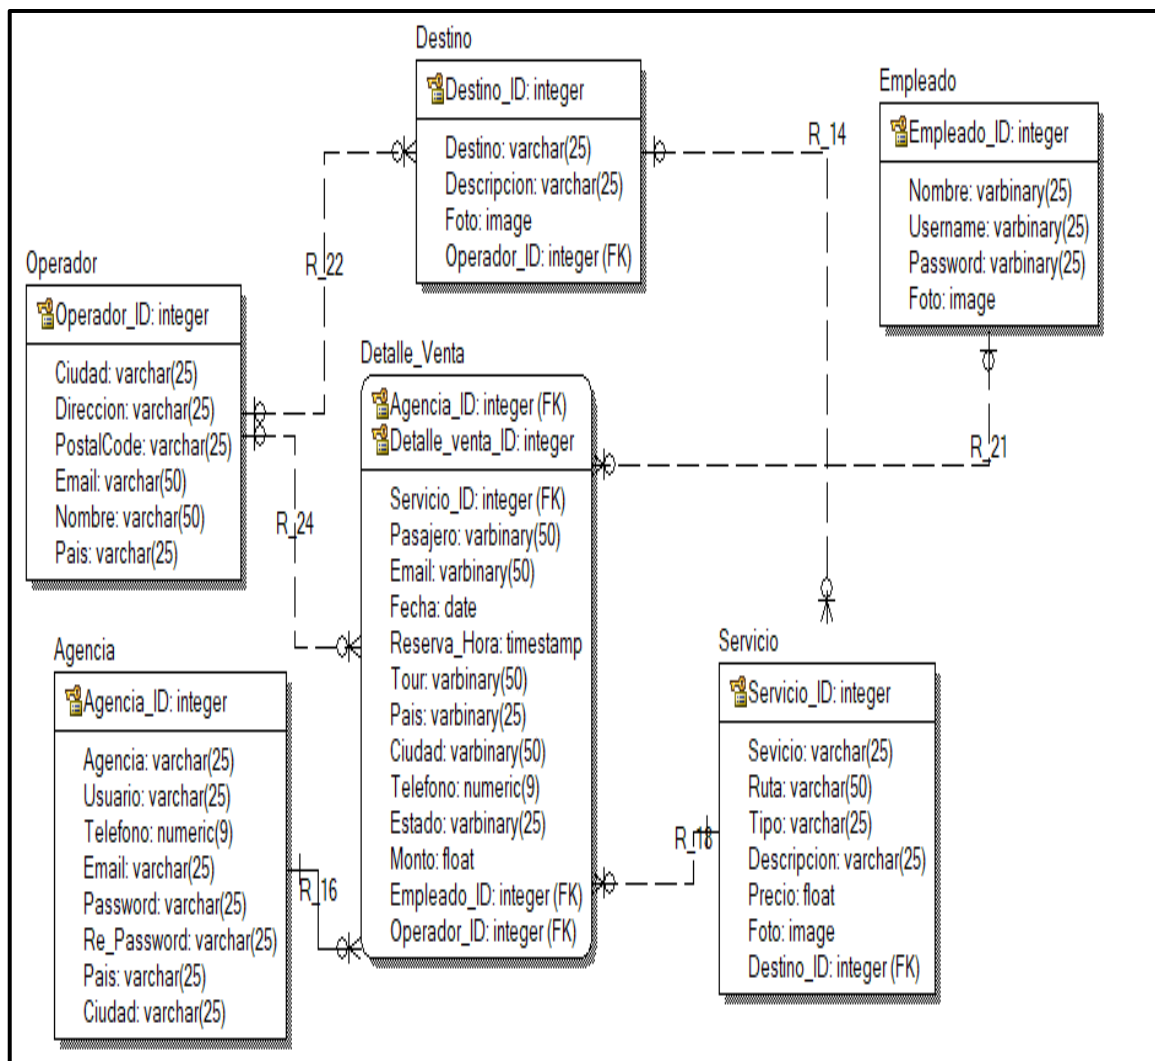 Destino
Destino_ID: integer
Destino: varchar(25)
Descripcion: varchar(25)
Foto: image
Operador_ID: integer (FK)
Empleado
Empleado_ID: integer
Nombre: varbinary(25)
Username: varbinary(25)
Password: varbinary(25)
Foto: image
R_14
R_22
Operador
Operador_ID: integer
Ciudad: varchar(25)
Direccion: varchar(25)
PostalCode: varchar(25)
Email: varchar(50)
Nombre: varchar(50)
Pais: varchar(25)
Detalle_Venta
Agencia_ID: integer (FK)
Detalle_venta_ID: integer
Servicio_ID: integer (FK)
Pasajero: varbinary(50)
Email: varbinary(50)
Fecha: date
Reserva_Hora: timestamp
Tour: varbinary(50)
Pais: varbinary(25)
Ciudad: varbinary(50)
Telefono: numeric(9)
Estado: varbinary(25)
Monto: float
Empleado_ID: integer (FK)
Operador_ID: integer (FK)
R_21
R_24
Agencia
Agencia_ID: integer
Agencia: varchar(25)
Usuario: varchar(25)
Telefono: numeric(9)
Email: varchar(25)
Password: varchar(25)
Re_Password: varchar(25)
Pais: varchar(25)
Ciudad: varchar(25)
R_16
R_18
Servicio
Servicio_ID: integer
Sevicio: varchar(25)
Ruta: varchar(50)
Tipo: varchar(25)
Descripcion: varchar(25)
Precio: float
Foto: image
Destino_ID: integer (FK)